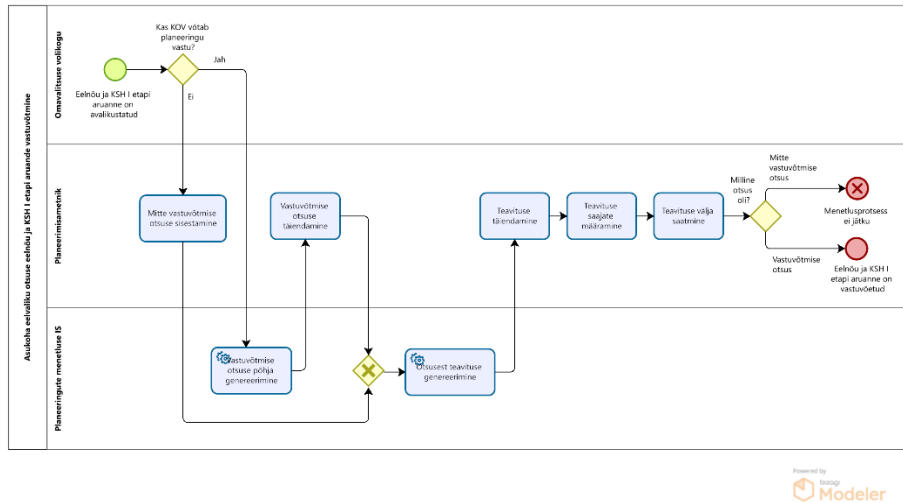 Asukoha eelvaliku otsuse eelnõu ja KSH I etapi aruande vastuvõtmine
Omavalitsuse volikogu
Kas KOV võtab
planeeringu
vastu?
Jah
Ei
Eelnõu ja KSH I etapi
aruanne on
avalikustatud
Planeerimisametnik
Mitte vastuvõtmise
otsuse sisestamine
Vastuvõtmise
otsuse
täiendamine
Teavituse
täiendamine
Teavituse
saajate
määramine
Teavituse välja
saatmine
Milline
otsus
oli?
Mitte
vastuvõtmise
otsus
Menetlusprotsess
ei jätku
Vastuvõtmise
otsus
Eelnõu ja KSH I
etapi aruanne on
vastuvõetud
Planeeringute menetluse IS
Vastuvõtmise
otsuse põhja
genereerimine
Otsusest teavituse
genereerimine
Powered by
bizagi
Modeler